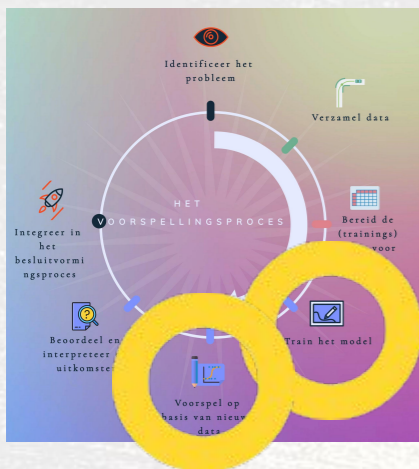 Identificeer het
probleem
Verzamel data
Bereid de
(trainings)
voor
Train het model
Voorspel op
basis van nieuw
data
Beoordeel en
interpreteer
uitkomste
Integreer in
het
besluitvormi
ngsproces
HET
VOORSPELLINGSPROCES